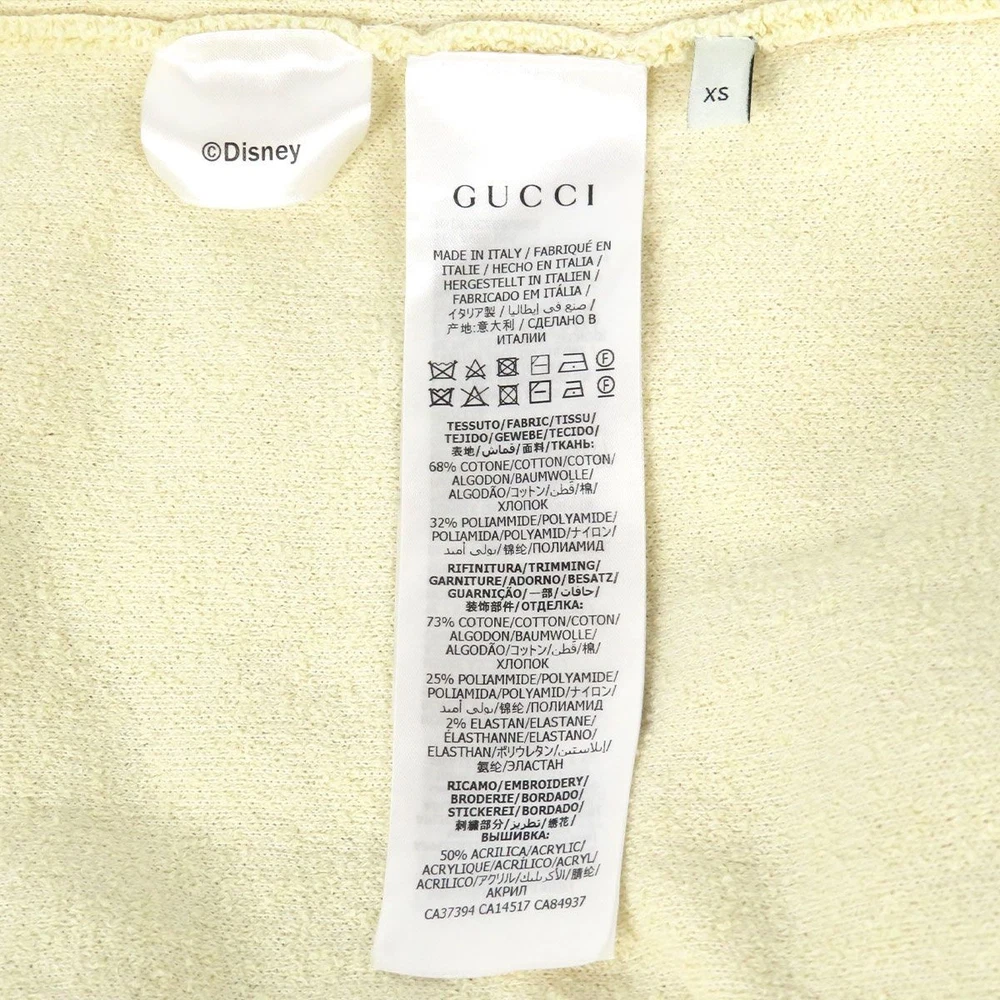 ©Disney
GUCCI
XS
MADE IN ITALY / FABRIQUÉ EN
ITALIE / HECHO EN ITALIA /
HERGESTELLT IN ITALIEN /
FABRICADO EM ITÁLIA /
イタリア製 / صنع في إيطاليا /
产地:意大利 / СДЕЛАНО В
ИТАЛИИ
F
F
TESSUTO/FABRIC/TISSU/
TEJIDO/GEWEBE/TECIDO/
表地/قماش/面料/ТКАНЬ:
68% COTONE/COTTON/COTON/
ALGODON/BAUMWOLLE/
ALGODÃO/コットン/قطن/棉/
ХЛОПОК
32% POLIAMMIDE/POLYAMIDE/
POLIAMIDA/POLYAMID/ナイロン/
بولي أميد/锦纶/ПОЛИАМИД
RIFINITURA/TRIMMING/
GARNITURE/ADORNO/BESATZ/
GUARNIÇÃO/一部/حافات/
装饰部件/ОТДЕЛКА:
73% COTONE/COTTON/COTON/
ALGODON/BAUMWOLLE/
ALGODÃO/コットン/قطن/棉/
ХЛОПОК
25% POLIAMMIDE/POLYAMIDE/
POLIAMIDA/POLYAMID/ナイロン/
بولي أميد/锦纶/ПОЛИАМИД
2% ELASTAN/ELASTANE/
ÉLASTHANNE/ELASTANO/
ELASTHAN/ポリウレタン/إيلاستين/
氨纶/ЭЛАСТАН
RICAMO/EMBROIDERY/
BRODERIE/BORDADO/
STICKEREI/BORDADO/
刺繍部分/تطريز/绣花/
ВЫШИВКА:
50% ACRILICA/ACRYLIC/
ACRYLIQUE/ACRÍLICO/ACRYL/
ACRILICO/アクリル/الأكريليك/腈纶/
АКРИЛ
CA37394 CA14517 CA84937